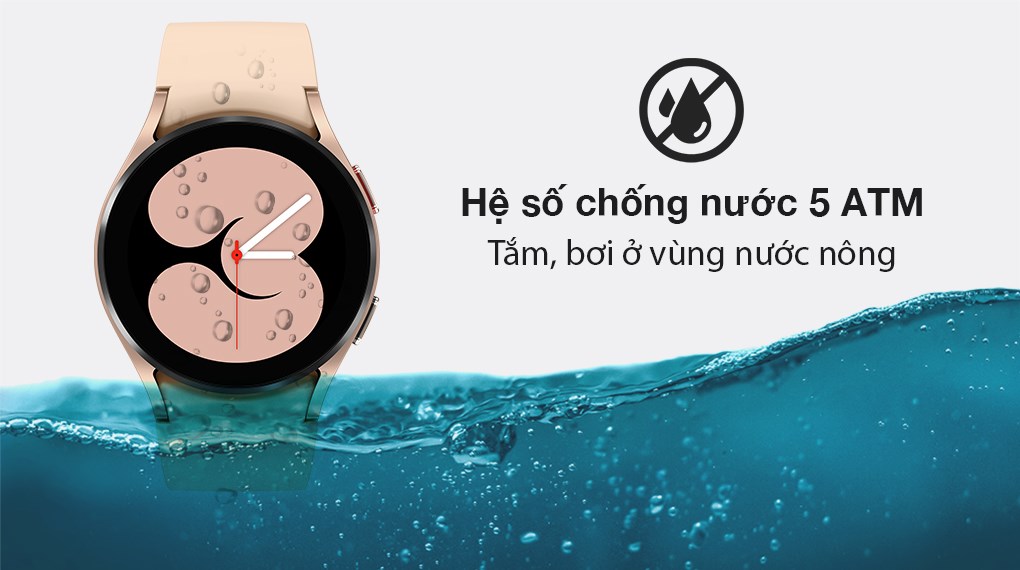 Hệ số chống nước 5 ATM
Tắm, bơi ở vùng nước nông